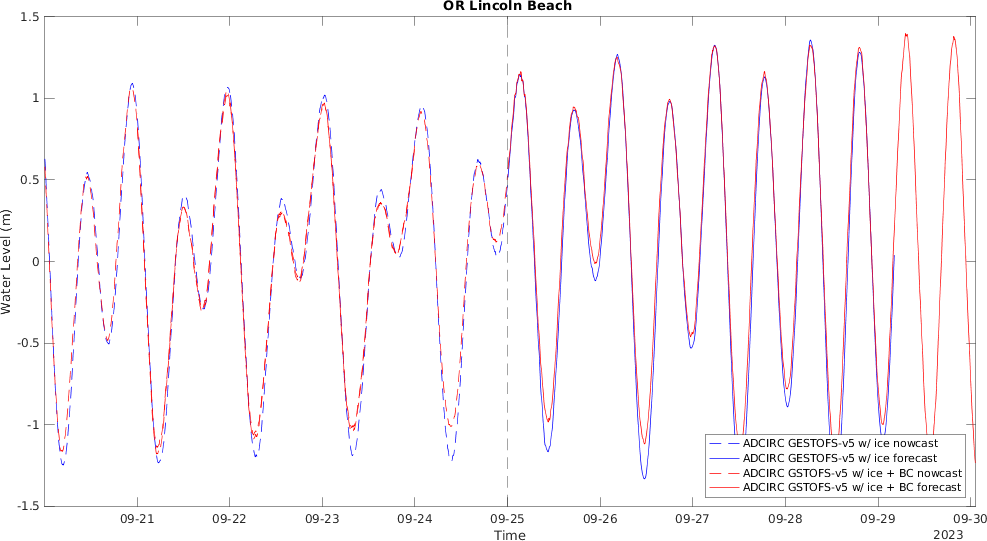 OR Lincoln Beach
1.5
1
0.5
0
-0.5
-1
-1.5
Water Level (m)
09-21
09-22
09-23
09-24
09-25
09-26
09-27
09-28
09-29
09-30
Time
2023
ADCIRC GESTOFS-v5 w/ ice nowcast
ADCIRC GESTOFS-v5 w/ ice forecast
ADCIRC GSTOFS-v5 w/ ice + BC nowcast
ADCIRC GSTOFS-v5 w/ ice + BC forecast